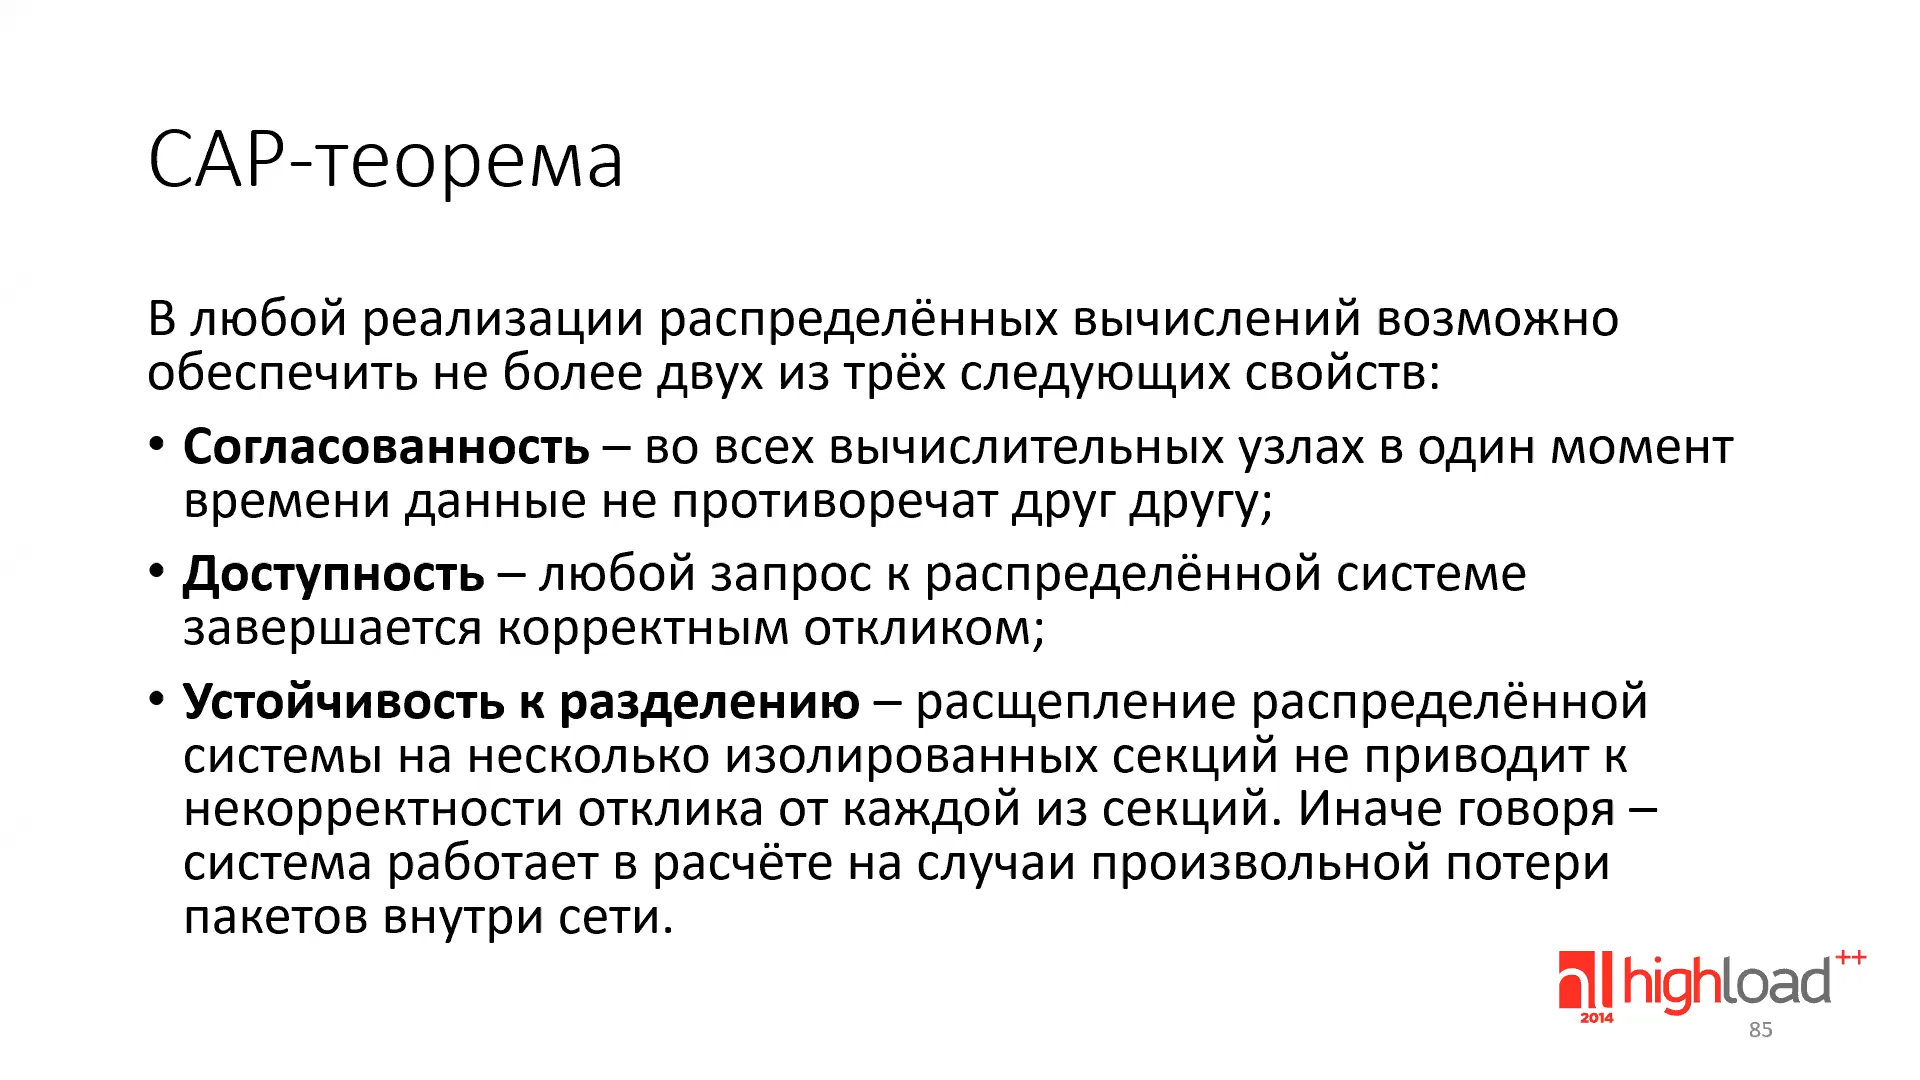 CAP-теорема
В любой реализации распределённых вычислений возможно
обеспечить не более двух из трёх следующих свойств:
• Согласованность – во всех вычислительных узлах в один момент
времени данные не противоречат друг другу;
• Доступность – любой запрос к распределённой системе
завершается корректным откликом;
• Устойчивость к разделению – расщепление распределённой
системы на несколько изолированных секций не приводит к
некорректности отклика от каждой из секций. Иначе говоря –
система работает в расчёте на случаи произвольной потери
пакетов внутри сети.
highload++
2014
85